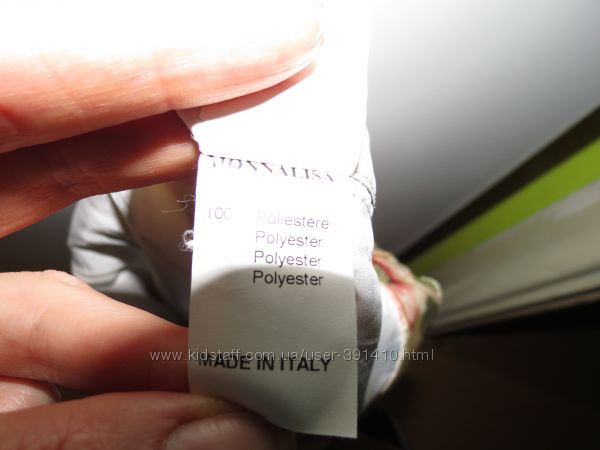 MONNALISA
100 Poliestere
Polyester
Polyester
Polyester
www.kidstaff.com.ua/user-391410.html
MADE IN ITALY